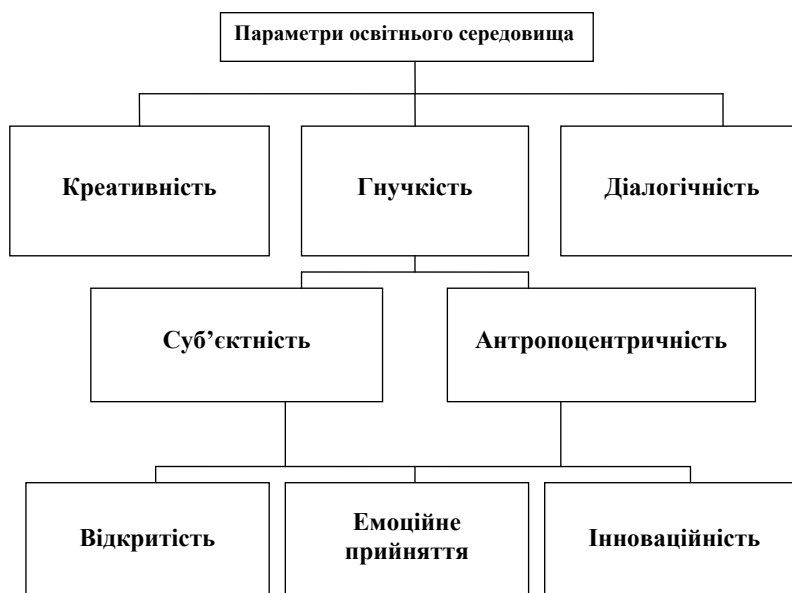 Параметри освітнього середовища
Креативність
Гнучкість
Діалогічність
Суб’єктність
Антропоцентричність
Відкритість
Емоційне
прийняття
Інноваційність